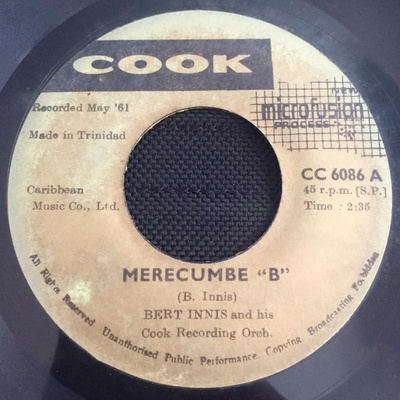 COOK
Recorded May '61
Made in Trinidad
NEW
microfusion
PROCESS
Caribbean
Music Co., Ltd.
CC 6086 A
45 r.p.m. [S.P.]
Time : 2:35
MERECUMBE "B"
(B. Innis)
BERT INNIS and his
Cook Recording Orch.
All Rights Reserved Unauthorised Public Performance, Copying, Broadcasting Forbidden